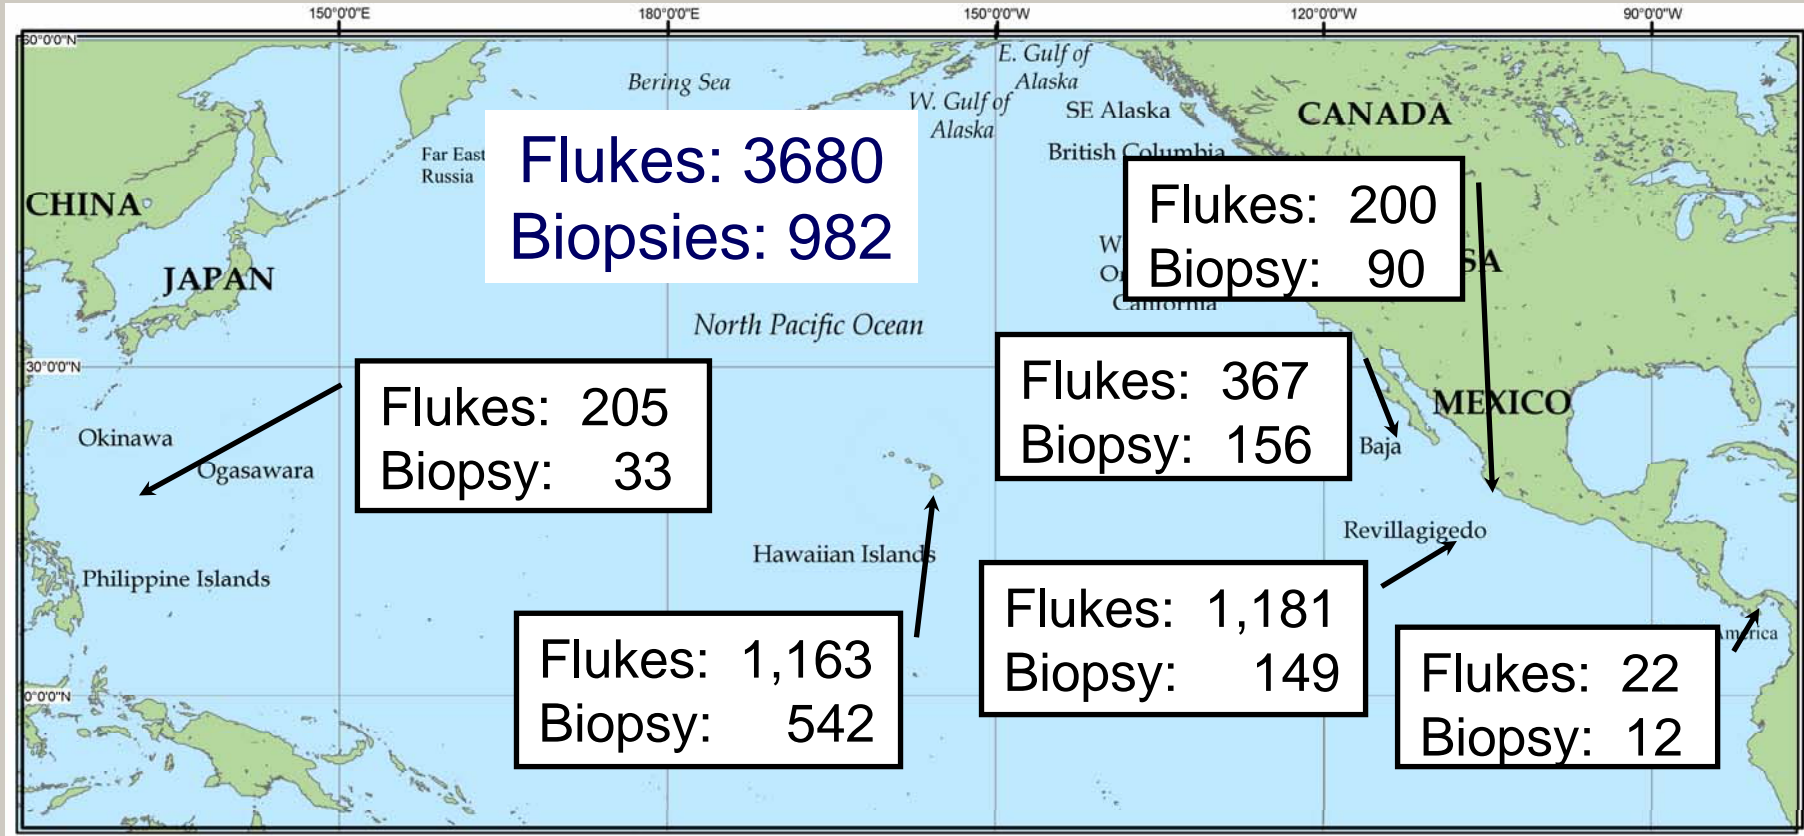 150°0'0"E
180°0'0"E
150°0'0"W
120°0'0"W
90°0'0"W
60°0'0"N
Bering Sea
E. Gulf of
Alaska
W. Gulf of
Alaska
SE Alaska
CANADA
British Columbia
Far East
Russia
Flukes: 3680
Biopsies: 982
CHINA
JAPAN
Flukes: 200
Biopsy: 90
California
North Pacific Ocean
30°0'0"N
Flukes: 205
Biopsy: 33
Flukes: 367
Biopsy: 156
MEXICO
Okinawa
Ogasawara
Baja
Revillagigedo
Hawaiian Islands
Philippine Islands
Flukes: 1,181
Biopsy: 149
Flukes: 1,163
Biopsy: 542
Flukes: 22
Biopsy: 12
America
0°0'0"N